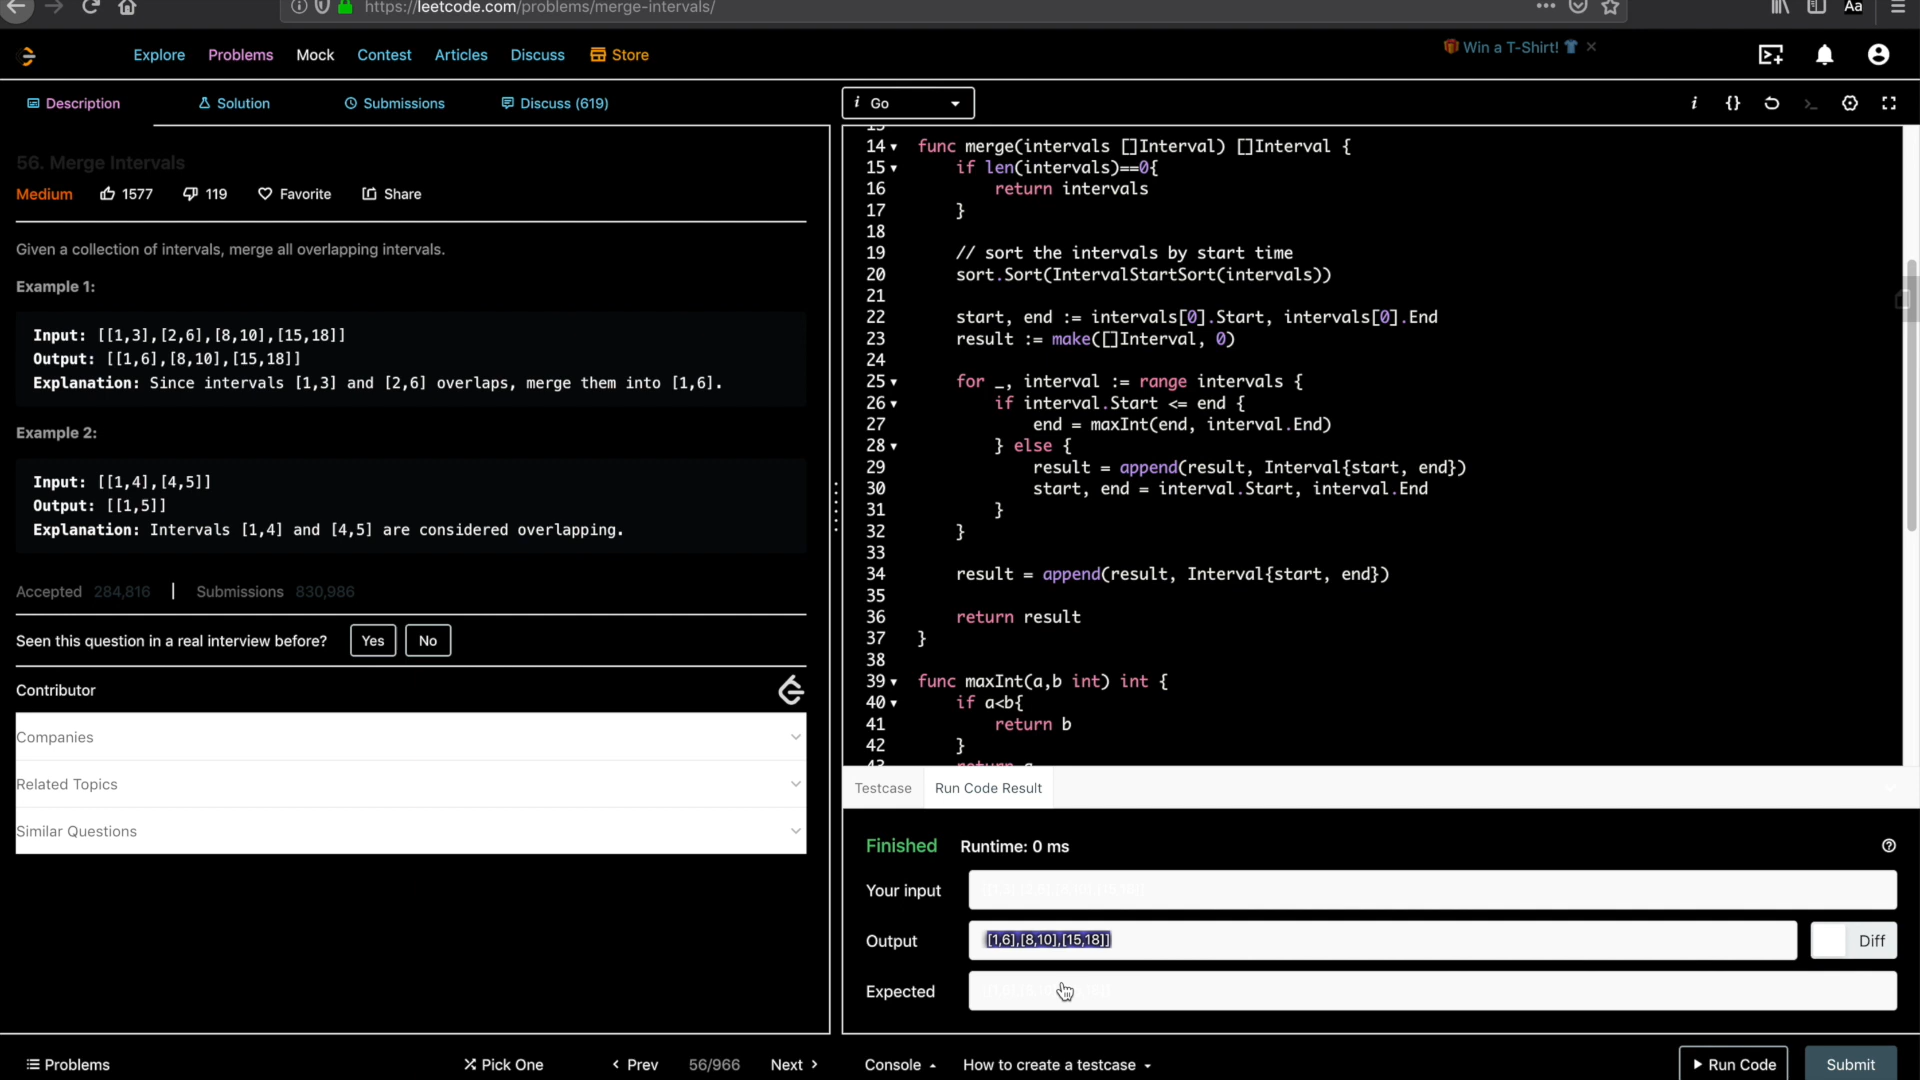 https://leetcode.com/problems/merge-intervals/
Aa
Explore Problems Mock Contest Articles Discuss Store
Win a T-Shirt!
Description Solution Submissions Discuss (619)
i Go
56. Merge Intervals
Medium 1577 119 Favorite Share
Given a collection of intervals, merge all overlapping intervals.
Example 1:
Input: [[1,3],[2,6],[8,10],[15,18]]
Output: [[1,6],[8,10],[15,18]]
Explanation: Since intervals [1,3] and [2,6] overlaps, merge them into [1,6].
Example 2:
Input: [[1,4],[4,5]]
Output: [[1,5]]
Explanation: Intervals [1,4] and [4,5] are considered overlapping.
Accepted 284,816 | Submissions 830,986
Seen this question in a real interview before? Yes No
Contributor
Companies
Related Topics
Similar Questions
14 func merge(intervals []Interval) []Interval {
15 if len(intervals)==0{
16 return intervals
17 }
18
19 // sort the intervals by start time
20 sort.Sort(IntervalStartSort(intervals))
21
22 start, end := intervals[0].Start, intervals[0].End
23 result := make([]Interval, 0)
24
25 for _, interval := range intervals {
26 if interval.Start <= end {
27 end = maxInt(end, interval.End)
28 } else {
29 result = append(result, Interval{start, end})
30 start, end = interval.Start, interval.End
31 }
32 }
33
34 result = append(result, Interval{start, end})
35
36 return result
37 }
38
39 func maxInt(a,b int) int {
40 if a<b{
41 return b
42 }
43 return a
Testcase Run Code Result
Finished Runtime: 0 ms
Your input
Output [1,6],[8,10],[15,18]] Diff
Expected
Problems Pick One < Prev 56/966 Next >
Console How to create a testcase Run Code Submit